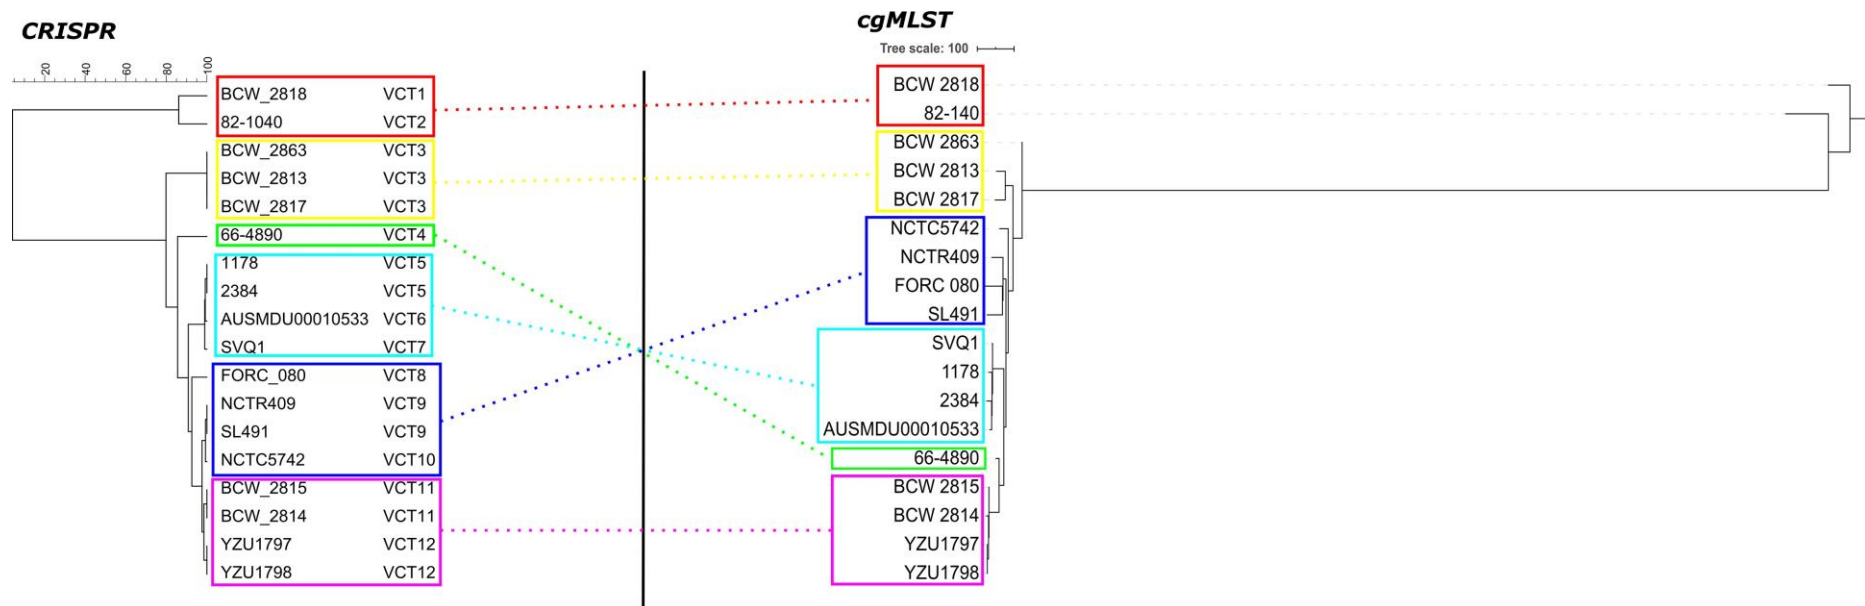 CRISPR
cgMLST
Tree scale: 100
20 40 60 80 100
BCW_2818 VCT1
82-1040 VCT2
BCW_2863 VCT3
BCW_2813 VCT3
BCW_2817 VCT3
66-4890 VCT4
1178 VCT5
2384 VCT5
AUSMDU00010533 VCT6
SVQ1 VCT7
FORC_080 VCT8
NCTR409 VCT9
SL491 VCT9
NCTC5742 VCT10
BCW_2815 VCT11
BCW_2814 VCT11
YZU1797 VCT12
YZU1798 VCT12
BCW 2818
82-140
BCW 2863
BCW 2813
BCW 2817
NCTC5742
NCTR409
FORC 080
SL491
SVQ1
1178
2384
AUSMDU00010533
66-4890
BCW 2815
BCW 2814
YZU1797
YZU1798